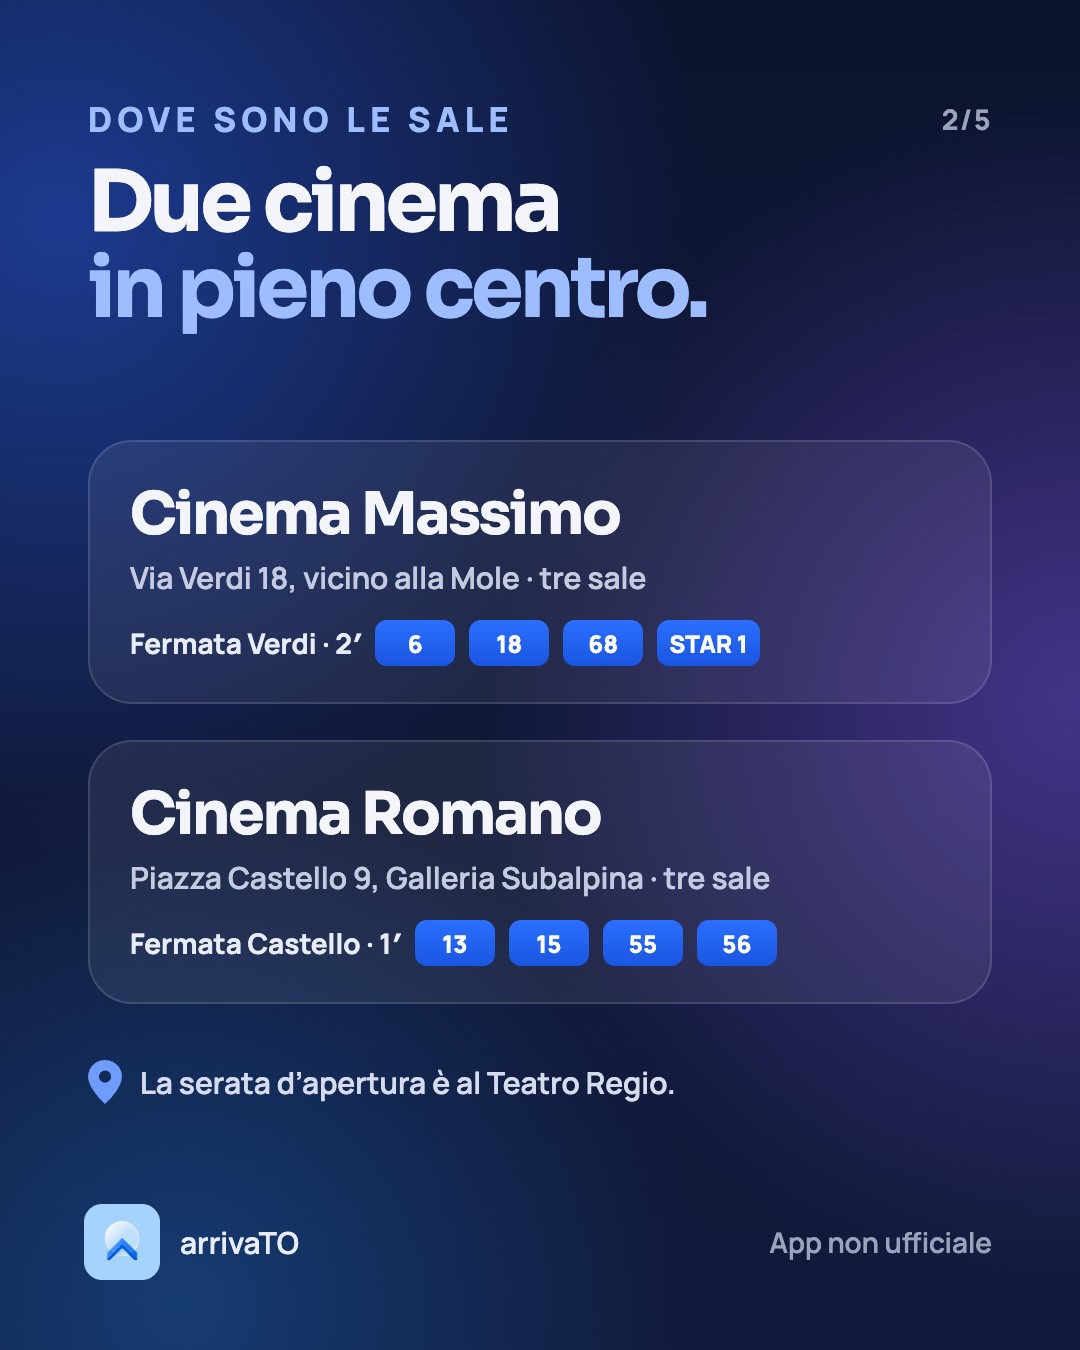 DOVE SONO LE SALE
2/5
Due cinema
in pieno centro.
Cinema Massimo
Via Verdi 18, vicino alla Mole · tre sale
Fermata Verdi · 2′ 6 18 68 STAR 1
Cinema Romano
Piazza Castello 9, Galleria Subalpina · tre sale
Fermata Castello · 1′ 13 15 55 56
La serata d’apertura è al Teatro Regio.
arrivaTO
App non ufficiale